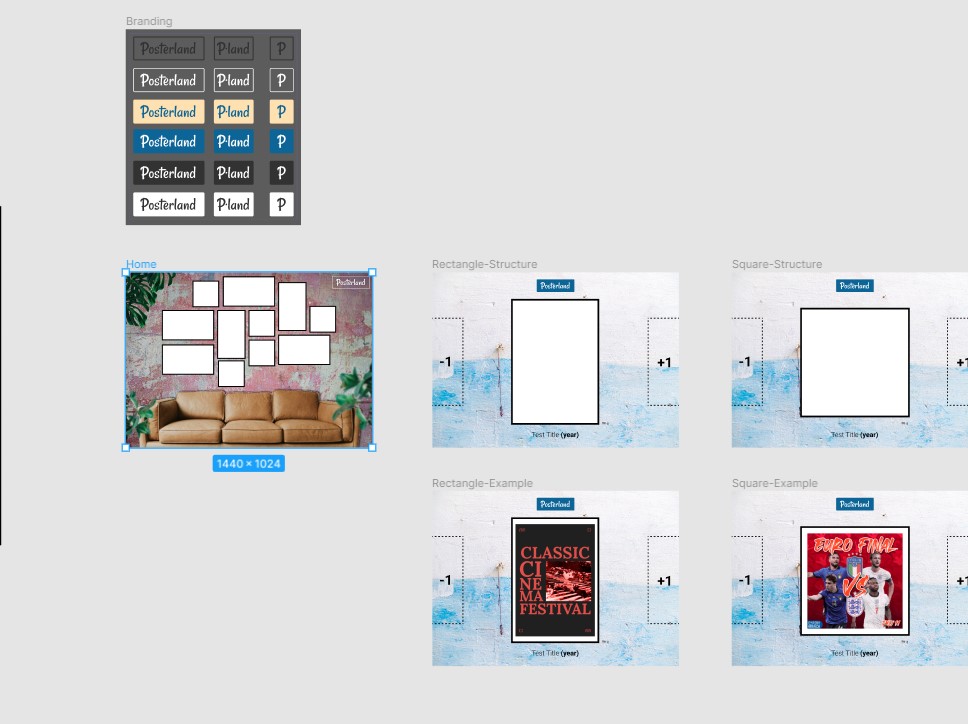 Branding
Posterland P·land P
Posterland P·land P
Posterland P·land P
Posterland P·land P
Posterland P·land P
Posterland P·land P
Home
Posterland
1440 × 1024
Rectangle-Structure
Posterland
-1
+1
Test Title (year)
Square-Structure
Posterland
-1
+1
Test Title (year)
Rectangle-Example
Posterland
-1
CLASSIC
CI
NE
MA
FESTIVAL
+1
Test Title (year)
Square-Example
Posterland
-1
EURO FINAL
VS
+1
Test Title (year)